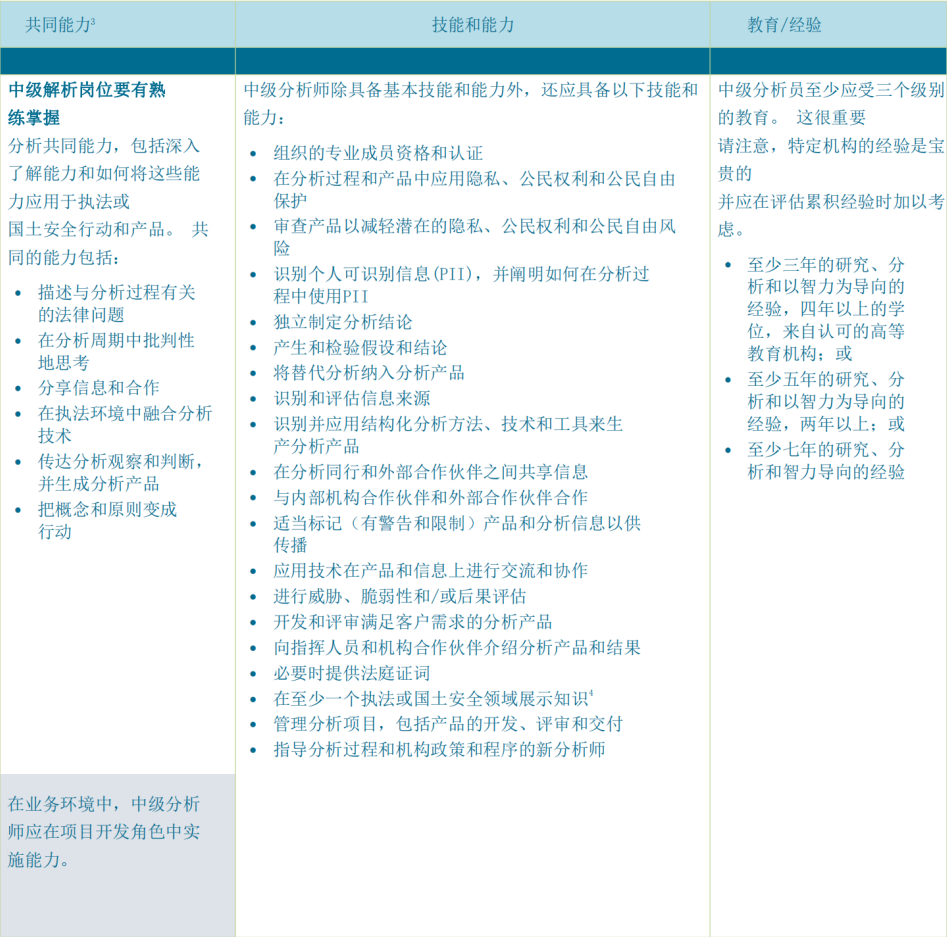 共同能力3
技能和能力
教育/经验
中级解析岗位要有熟
练掌握
分析共同能力，包括深入
了解能力和如何将这些能
力应用于执法或
国土安全行动和产品。 共
同的能力包括：
• 描述与分析过程有关
的法律问题
• 在分析周期中批判性
地思考
• 分享信息和合作
• 在执法环境中融合分析
技术
• 传达分析观察和判断，
并生成分析产品
• 把概念和原则变成
行动
在业务环境中，中级分析
师应在项目开发角色中实
施能力。
中级分析师除具备基本技能和能力外，还应具备以下技能和
能力：
• 组织的专业成员资格和认证
• 在分析过程和产品中应用隐私、公民权利和公民自由
保护
• 审查产品以减轻潜在的隐私、公民权利和公民自由风
险
• 识别个人可识别信息(PII)，并阐明如何在分析过
程中使用PII
• 独立制定分析结论
• 产生和检验假设和结论
• 将替代分析纳入分析产品
• 识别和评估信息来源
• 识别并应用结构化分析方法、技术和工具来生
产分析产品
• 在分析同行和外部合作伙伴之间共享信息
• 与内部机构合作伙伴和外部合作伙伴合作
• 适当标记（有警告和限制）产品和分析信息以供
传播
• 应用技术在产品和信息上进行交流和协作
• 进行威胁、脆弱性和/或后果评估
• 开发和评审满足客户需求的分析产品
• 向指挥人员和机构合作伙伴介绍分析产品和结果
• 必要时提供法庭证词
• 在至少一个执法或国土安全领域展示知识4
• 管理分析项目，包括产品的开发、评审和交付
• 指导分析过程和机构政策和程序的新分析师
中级分析员至少应受三个级别
的教育。 这很重要
请注意，特定机构的经验是宝
贵的
并应在评估累积经验时加以考
虑。
• 至少三年的研究、分
析和以智力为导向的
经验，四年以上的学
位，来自认可的高等
教育机构；或
• 至少五年的研究、分
析和以智力为导向的
经验，两年以上；或
• 至少七年的研究、分
析和智力导向的经验